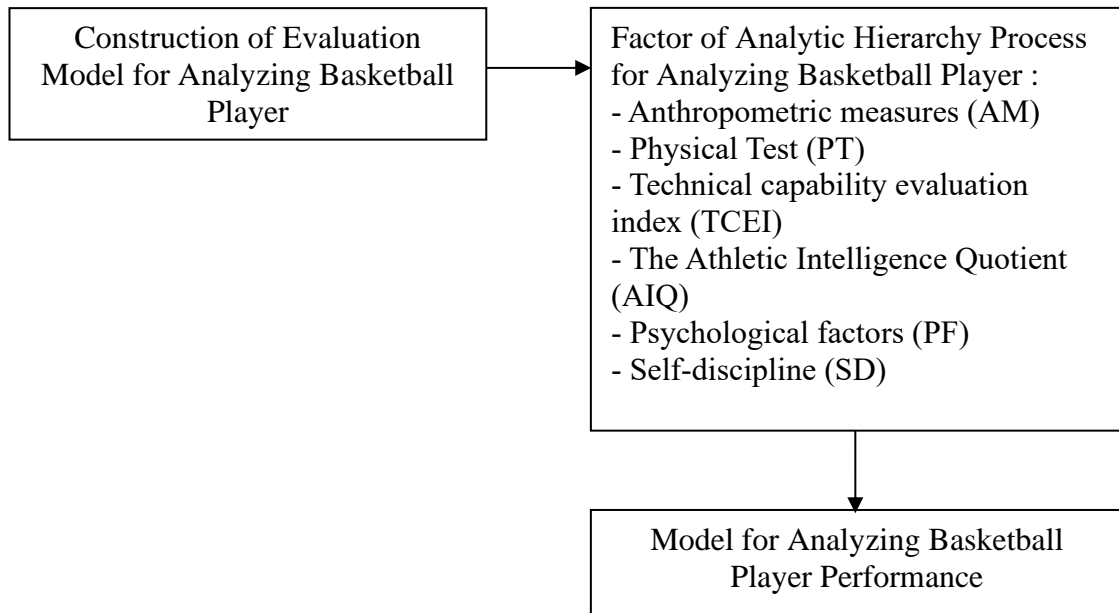 Construction of Evaluation
Model for Analyzing Basketball
Player
Factor of Analytic Hierarchy Process
for Analyzing Basketball Player :
- Anthropometric measures (AM)
- Physical Test (PT)
- Technical capability evaluation
index (TCEI)
- The Athletic Intelligence Quotient
(AIQ)
- Psychological factors (PF)
- Self-discipline (SD)
Model for Analyzing Basketball
Player Performance